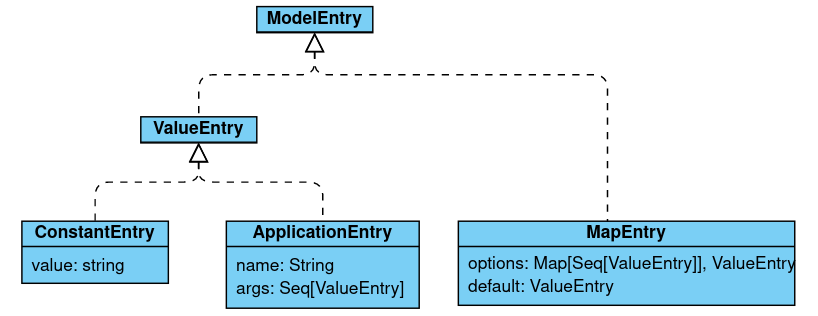 ModelEntry
ValueEntry
ConstantEntry
value: string
ApplicationEntry
name: String
args: Seq[ValueEntry]
MapEntry
options: Map[Seq[ValueEntry]], ValueEntry
default: ValueEntry